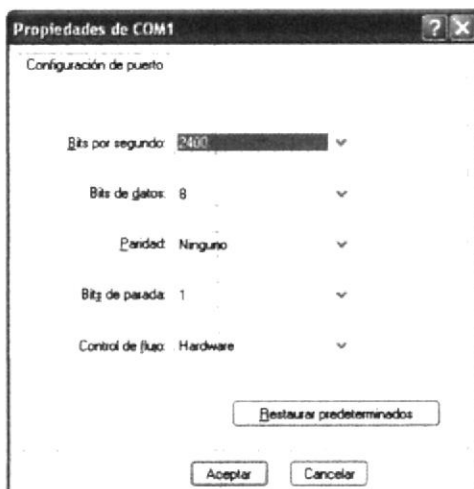 Propiedades de COM1
Configuración de puerto
Bits por segundo: 2400
Bits de datos: 8
Paridad: Ninguno
Bits de parada: 1
Control de flujo: Hardware
Restaurar predeterminados
Aceptar Cancelar